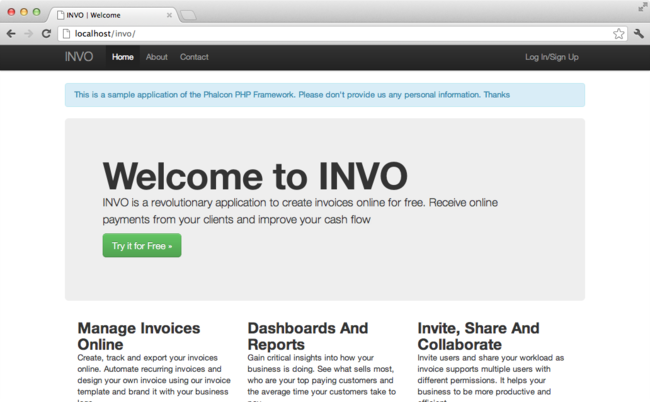 INVO | Welcome
localhost/invo/
INVO Home About Contact Log In/Sign Up
This is a sample application of the Phalcon PHP Framework. Please don't provide us any personal information. Thanks
Welcome to INVO
INVO is a revolutionary application to create invoices online for free. Receive online
payments from your clients and improve your cash flow
Try it for Free »
Manage Invoices
Online
Create, track and export your invoices
online. Automate recurring invoices and
design your own invoice using our invoice
template and brand it with your business
Dashboards And
Reports
Gain critical insights into how your
business is doing. See what sells most,
who are your top paying customers and
the average time your customers take to
Invite, Share And
Collaborate
Invite users and share your workload as
invoice supports multiple users with
different permissions. It helps your
business to be more productive and